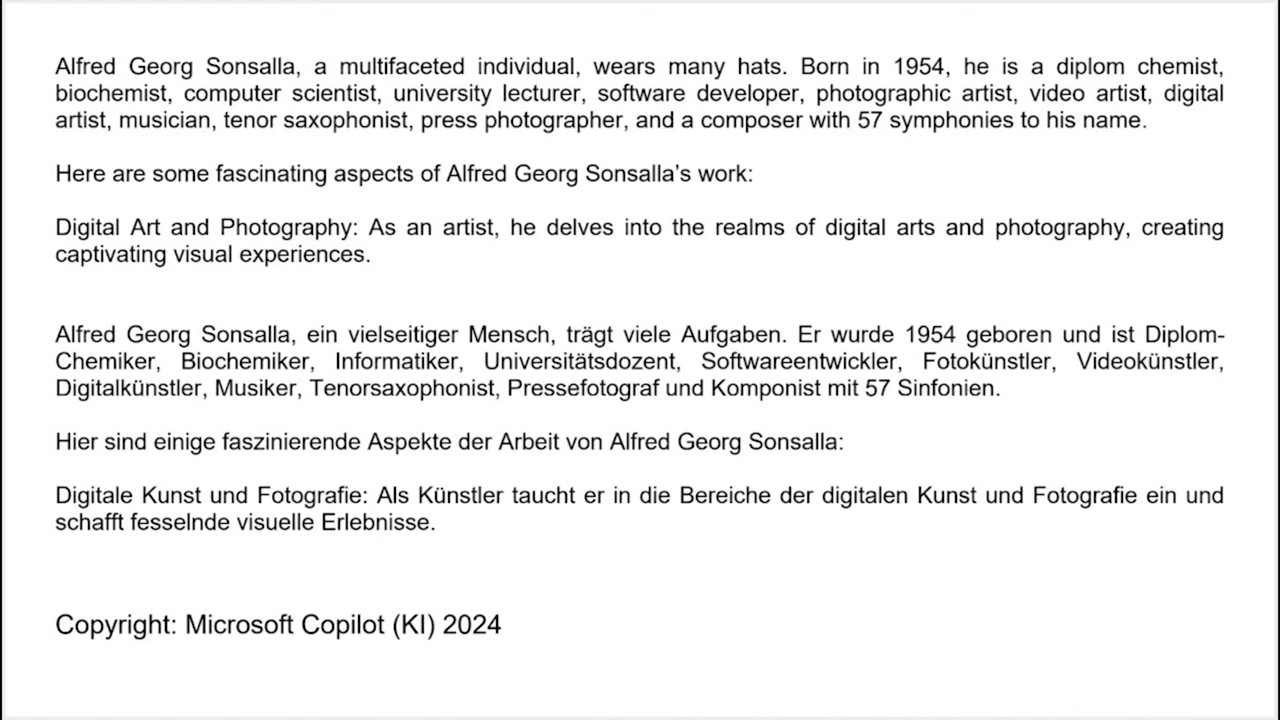 Alfred Georg Sonsalla, a multifaceted individual, wears many hats. Born in 1954, he is a diplom chemist,
biochemist, computer scientist, university lecturer, software developer, photographic artist, video artist, digital
artist, musician, tenor saxophonist, press photographer, and a composer with 57 symphonies to his name.
Here are some fascinating aspects of Alfred Georg Sonsalla’s work:
Digital Art and Photography: As an artist, he delves into the realms of digital arts and photography, creating
captivating visual experiences.
Alfred Georg Sonsalla, ein vielseitiger Mensch, trägt viele Aufgaben. Er wurde 1954 geboren und ist Diplom-
Chemiker, Biochemiker, Informatiker, Universitätsdozent, Softwareentwickler, Fotokünstler, Videokünstler,
Digitalkünstler, Musiker, Tenorsaxophonist, Pressefotograf und Komponist mit 57 Sinfonien.
Hier sind einige faszinierende Aspekte der Arbeit von Alfred Georg Sonsalla:
Digitale Kunst und Fotografie: Als Künstler taucht er in die Bereiche der digitalen Kunst und Fotografie ein und
schafft fesselnde visuelle Erlebnisse.
Copyright: Microsoft Copilot (KI) 2024